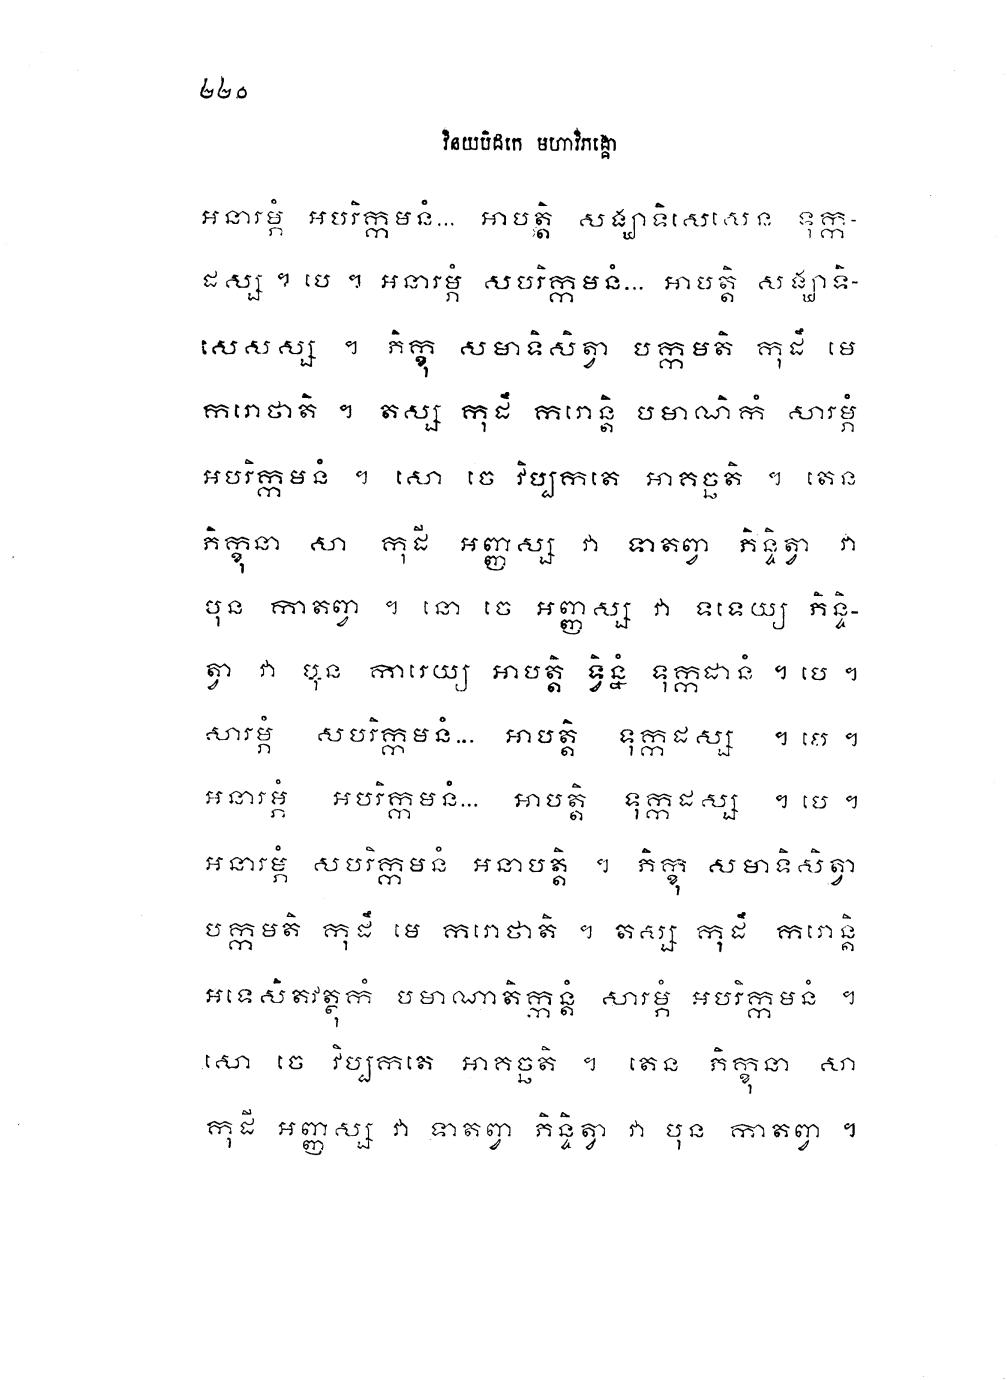 ២២០
វិនយបិដកេ មហាវិភង្គោ
អនារម្ភំ អបរិក្កមនំ... អាបត្តិ សង្ឃាទិសេសេន ទុក្ក-
ដស្ស ។ បេ ។ អនារម្ភំ សបរិក្កមនំ... អាបត្តិ សង្ឃាទិ-
សេសស្ស ។ ភិក្ខុ សមាទិសិត្វា បក្កមតិ កុដឹ មេ
ករោថាតិ ។ តស្ស កុដឹ ករោន្តិ បមាណិកំ សារម្ភំ
អបរិក្កមនំ ។ សោ ចេ វិប្បកតេ អាគច្ឆតិ ។ តេន
ភិក្ខុនា សា កុដី អញ្ញស្ស វា ទាតព្វា ភិន្ទិត្វា វា
បុន កាតព្វា ។ នោ ចេ អញ្ញស្ស វា ទទេយ្យ ភិន្ទិ-
ត្វា វា បុន ការេយ្យ អាបត្តិ ទ្វិន្នំ ទុក្កដានំ ។ បេ ។
សារម្ភំ សបរិក្កមនំ... អាបត្តិ ទុក្កដស្ស ។ បេ ។
អនារម្ភំ អបរិក្កមនំ... អាបត្តិ ទុក្កដស្ស ។ បេ ។
អនារម្ភំ សបរិក្កមនំ អនាបត្តិ ។ ភិក្ខុ សមាទិសិត្វា
បក្កមតិ កុដឹ មេ ករោថាតិ ។ តស្ស កុដឹ ករោន្តិ
អទេសិតវត្ថុកំ បមាណាតិក្កន្តំ សារម្ភំ អបរិក្កមនំ ។
សោ ចេ វិប្បកតេ អាគច្ឆតិ ។ តេន ភិក្ខុនា សា
កុដី អញ្ញស្ស វា ទាតព្វា ភិន្ទិត្វា វា បុន កាតព្វា ។